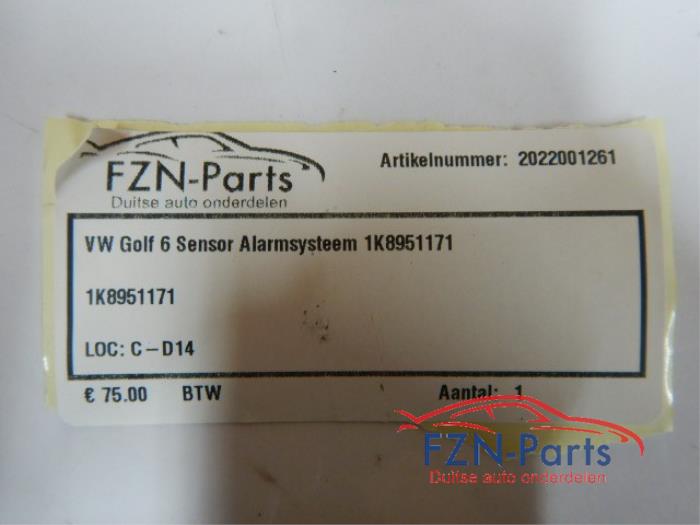 FZN-Parts
Duitse auto onderdelen
Artikelnummer: 2022001261
VW Golf 6 Sensor Alarmsysteem 1K8951171
1K8951171
LOC: C-D14
€ 75.00 BTW Aantal: 1
FZN-Parts
Duitse auto onderdelen